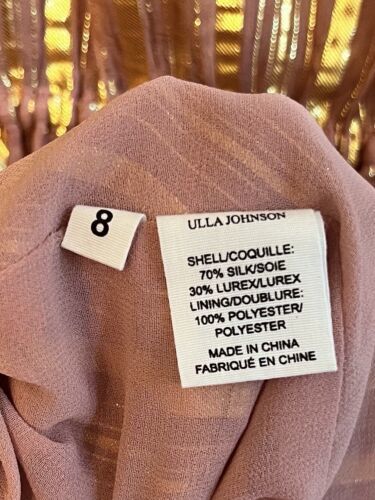 8
ULLA JOHNSON
SHELL/COQUILLE:
70% SILK/SOIE
30% LUREX/LUREX
LINING/DOUBLURE:
100% POLYESTER/
POLYESTER
MADE IN CHINA
FABRIQUÉ EN CHINE